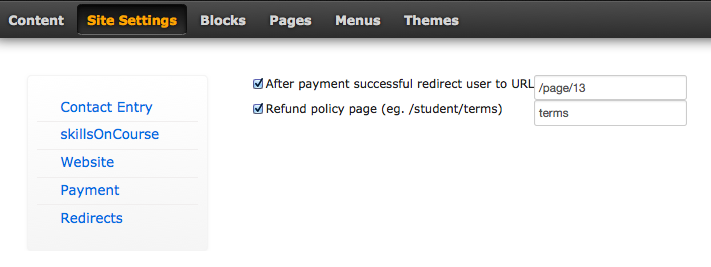 Content Site Settings Blocks Pages Menus Themes
Contact Entry
skillsOnCourse
Website
Payment
Redirects
After payment successful redirect user to URL /page/13
Refund policy page (eg. /student/terms) terms